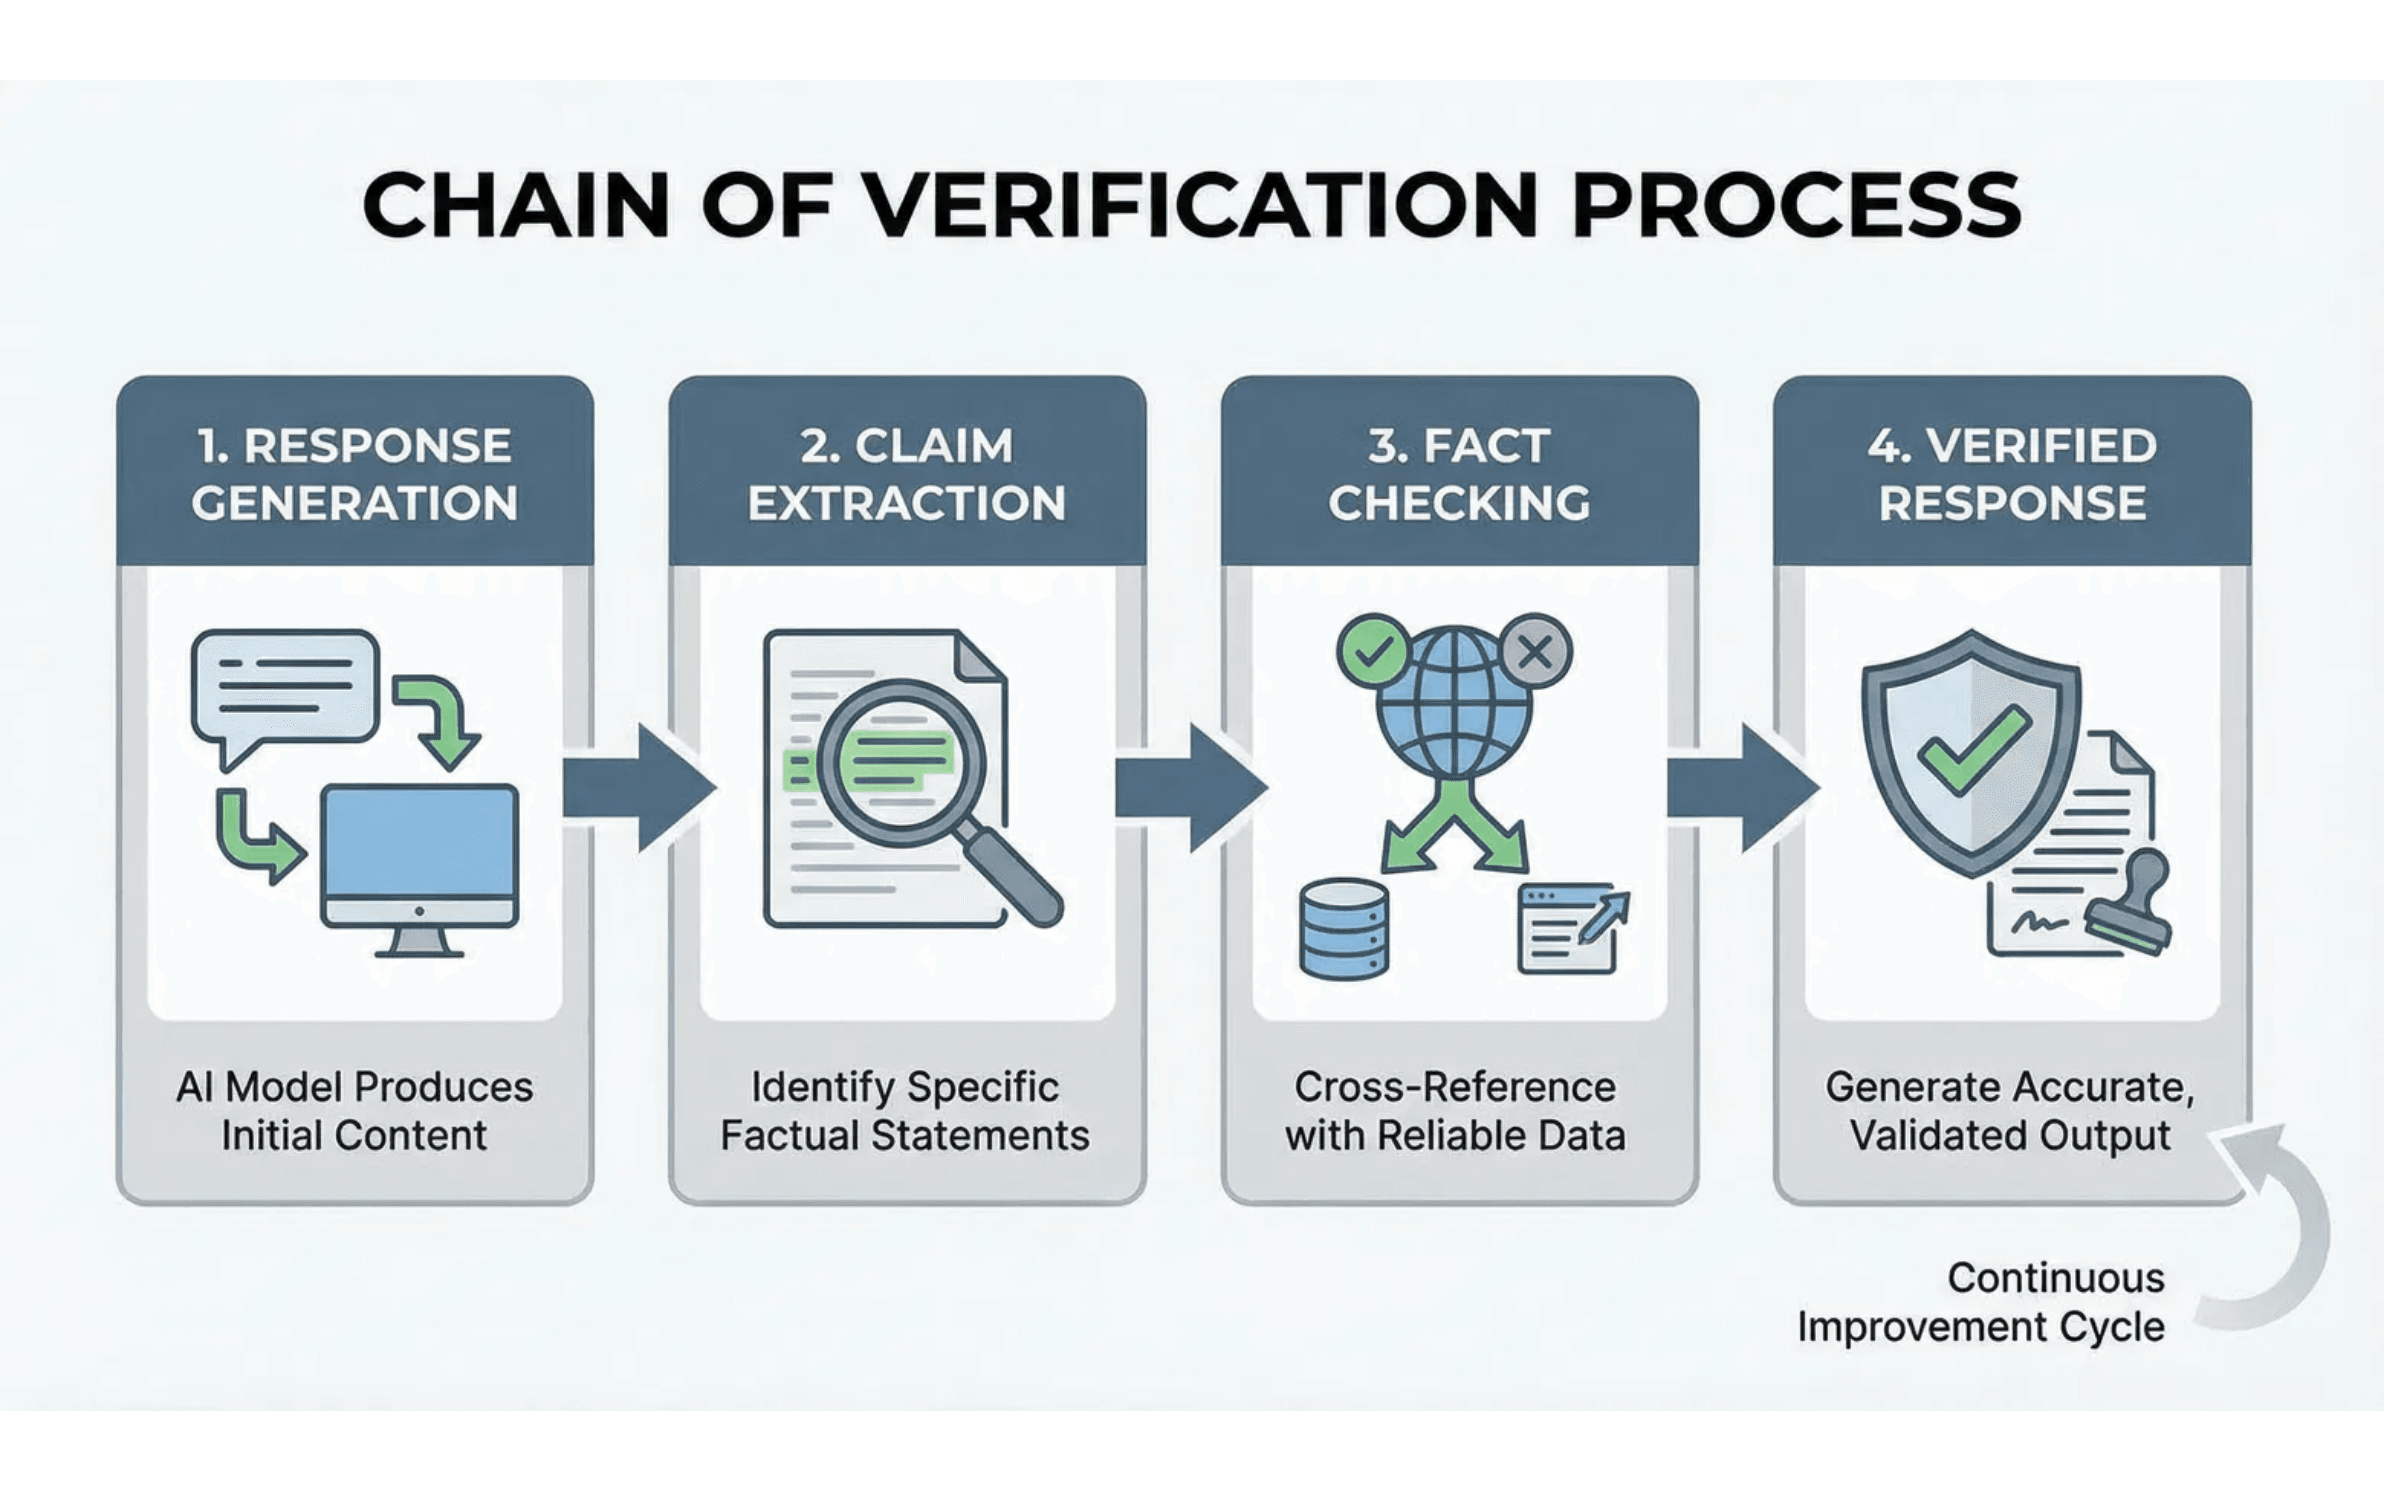 CHAIN OF VERIFICATION PROCESS
1. RESPONSE
GENERATION
AI Model Produces
Initial Content
2. CLAIM
EXTRACTION
Identify Specific
Factual Statements
3. FACT
CHECKING
Cross-Reference
with Reliable Data
4. VERIFIED
RESPONSE
Generate Accurate,
Validated Output
Continuous
Improvement Cycle